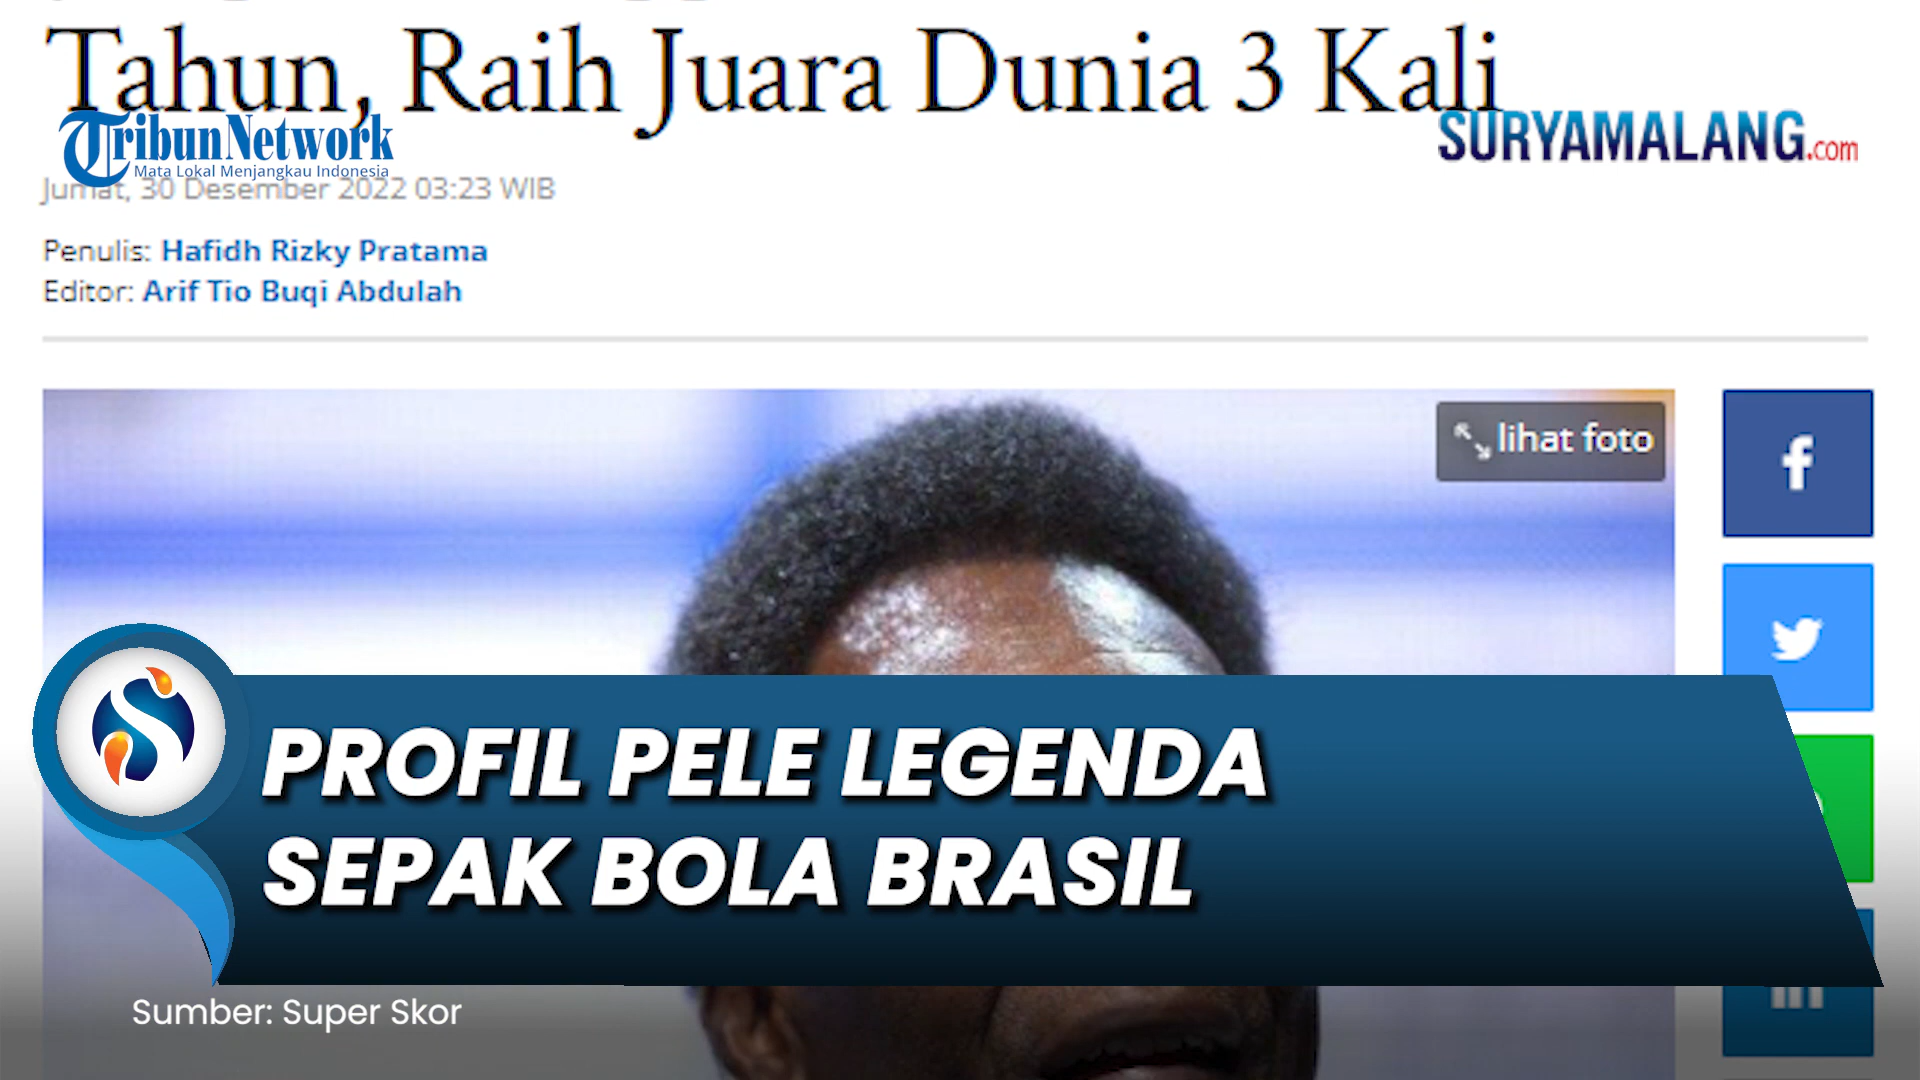 Tahun, Raih Juara Dunia 3 Kali
TribunNetwork
Mata Lokal Menjangkau Indonesia
SURYAMALANG.com
Jumat, 30 Desember 2022 03:23 WIB
Penulis: Hafidh Rizky Pratama
Editor: Arif Tio Buqi Abdulah
lihat foto
PROFIL PELE LEGENDA
SEPAK BOLA BRASIL
Sumber: Super Skor